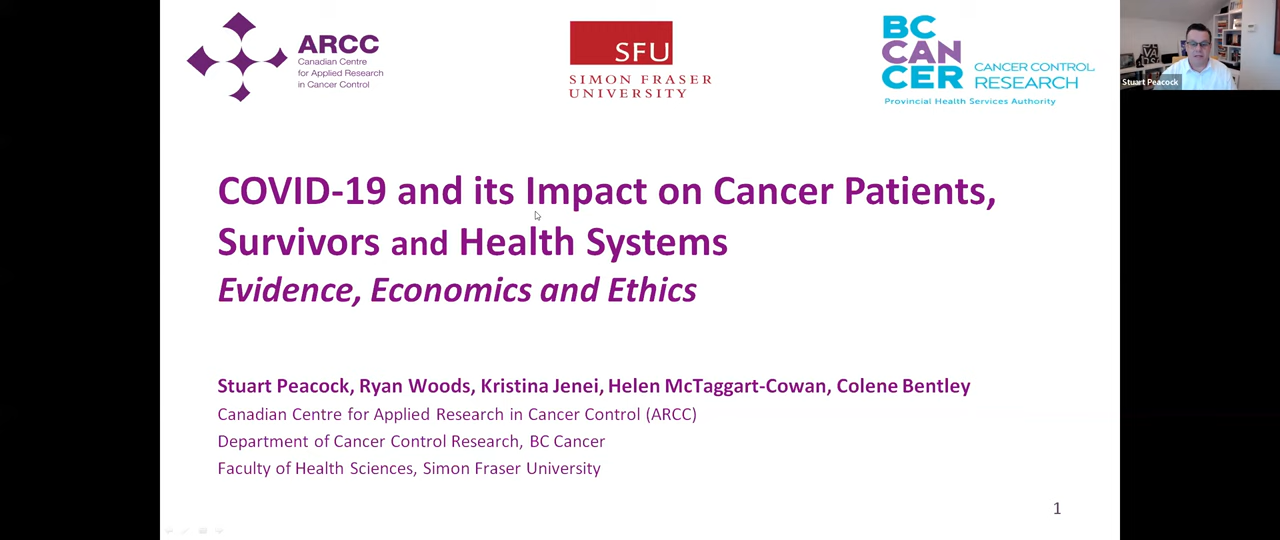 ARCC
Canadian Centre
for Applied Research
in Cancer Control
SFU
SIMON FRASER
UNIVERSITY
BC
CAN
CER
CANCER CONTROL
RESEARCH
Provincial Health Services Authority
Stuart Peacock
COVID-19 and its Impact on Cancer Patients,
Survivors and Health Systems
Evidence, Economics and Ethics
Stuart Peacock, Ryan Woods, Kristina Jenei, Helen McTaggart-Cowan, Colene Bentley
Canadian Centre for Applied Research in Cancer Control (ARCC)
Department of Cancer Control Research, BC Cancer
Faculty of Health Sciences, Simon Fraser University
1